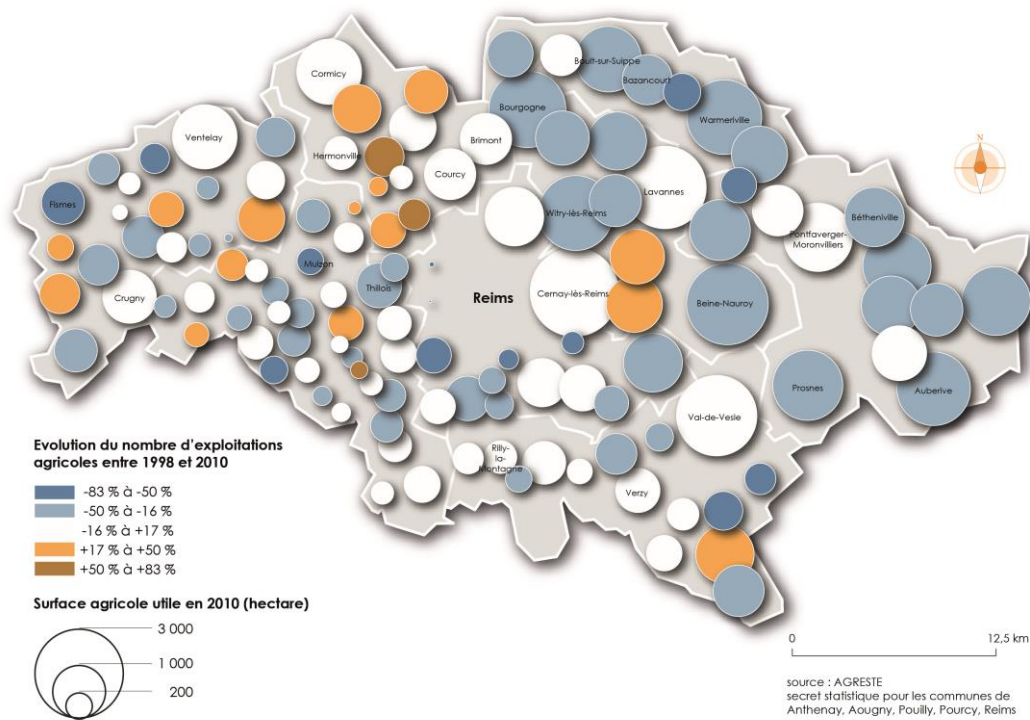 Cormicy
Boult-sur-Suippe
Bazancourt
Bourgogne
Warmeriville
Ventelay
Hermonville
Brimont
Courcy
Lavannes
Fismes
Witry-lès-Reims
Bétheniville
Pontfaverger-
Moronvilliers
Muizon
Thillois
Crugny
Reims
Cernay-lès-Reims
Beine-Nauroy
Prosnes
Auberive
Val-de-Vesle
Rilly-
la-
Montagne
Verzy
N
Evolution du nombre d'exploitations
agricoles entre 1998 et 2010
-83 % à -50 %
-50 % à -16 %
-16 % à +17 %
+17 % à +50 %
+50 % à +83 %
Surface agricole utile en 2010 (hectare)
3 000
1 000
200
0 12,5 km
source : AGRESTE
secret statistique pour les communes de
Anthenay, Aougny, Pouilly, Pourcy, Reims